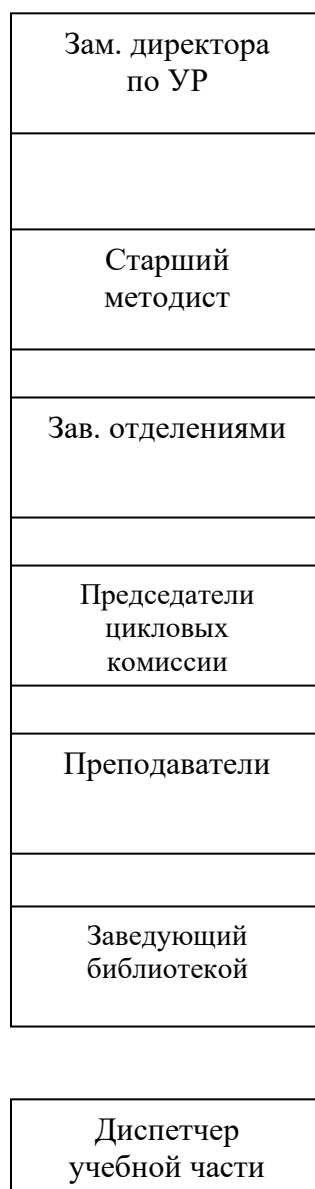 Зам. директора
по УР
Старший
методист
Зав. отделениями
Председатели
цикловых
комиссии
Преподаватели
Заведующий
библиотекой
Диспетчер
учебной части